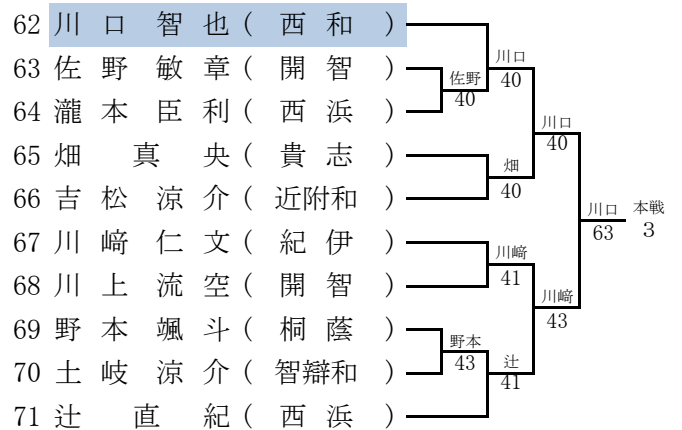 62 川口智也(西和)
63 佐野敏章(開智)
64 瀧本臣利(西浜)
65 畑真央(貴志)
66 吉松涼介(近附和)
67 川﨑仁文(紀伊)
68 川上流空(開智)
69 野本颯斗(桐蔭)
70 土岐涼介(智辯和)
71 辻直紀(西浜)
佐野
40
川口
40
畑
40
川口
40
川﨑
41
野本
43
辻
41
川﨑
43
川口
63
本戦
3